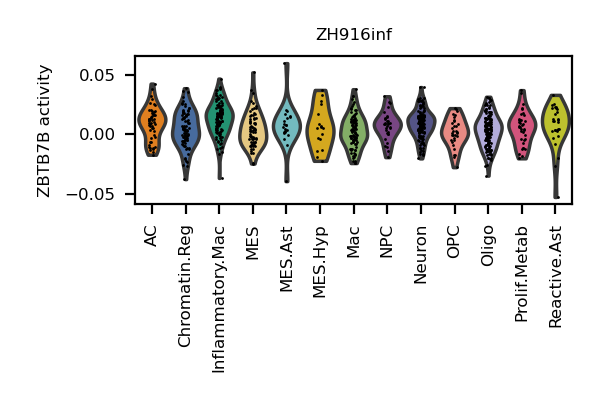 ZH916inf
ZBTB7B activity
0.05
0.00
−0.05
AC
Chromatin.Reg
Inflammatory.Mac
MES
MES.Ast
MES.Hyp
Mac
NPC
Neuron
OPC
Oligo
Prolif.Metab
Reactive.Ast